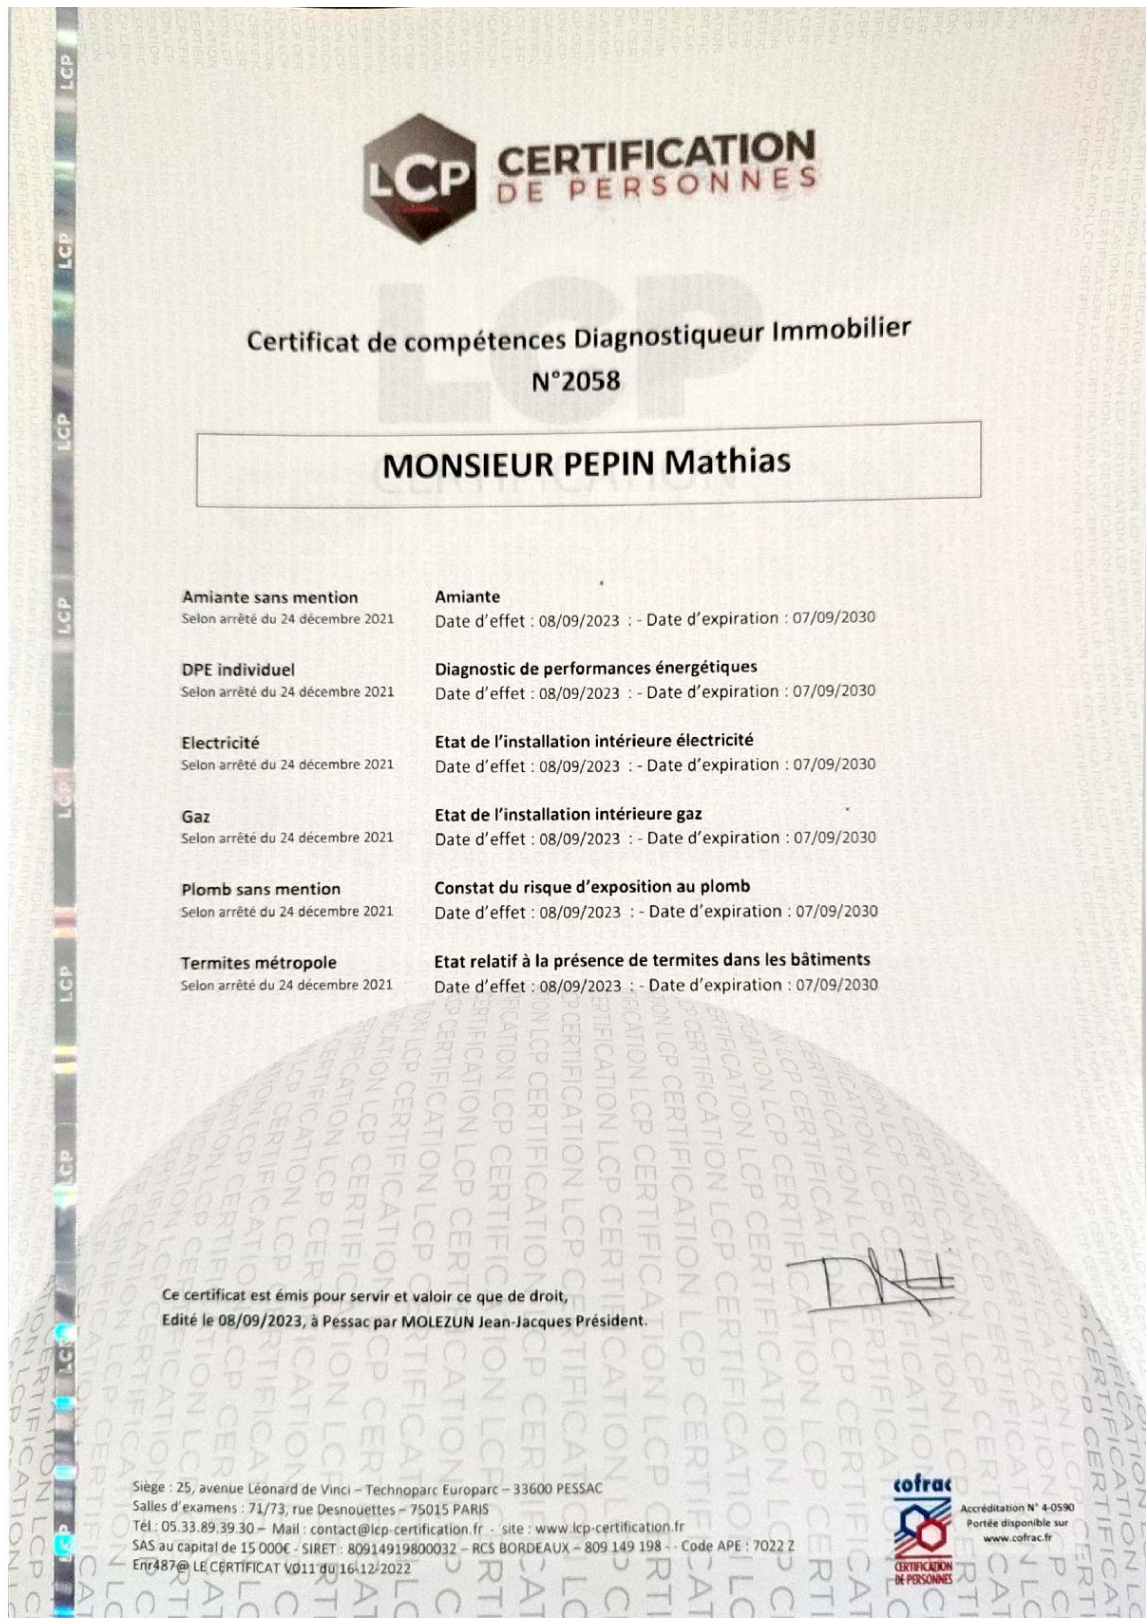 LCP
CERTIFICATION
DE PERSONNES
Certificat de compétences Diagnostiqueur Immobilier
N°2058
MONSIEUR PEPIN Mathias
Amiante sans mention
Selon arrêté du 24 décembre 2021
Amiante
Date d'effet : 08/09/2023 : - Date d'expiration : 07/09/2030
DPE individuel
Selon arrêté du 24 décembre 2021
Diagnostic de performances énergétiques
Date d'effet : 08/09/2023 : - Date d'expiration : 07/09/2030
Electricité
Selon arrêté du 24 décembre 2021
Etat de l'installation intérieure électricité
Date d'effet : 08/09/2023 : - Date d'expiration : 07/09/2030
Gaz
Selon arrêté du 24 décembre 2021
Etat de l'installation intérieure gaz
Date d'effet : 08/09/2023 : - Date d'expiration : 07/09/2030
Plomb sans mention
Selon arrêté du 24 décembre 2021
Constat du risque d'exposition au plomb
Date d'effet : 08/09/2023 : - Date d'expiration : 07/09/2030
Termites métropole
Selon arrêté du 24 décembre 2021
Etat relatif à la présence de termites dans les bâtiments
Date d'effet : 08/09/2023 : - Date d'expiration : 07/09/2030
Ce certificat est émis pour servir et valoir ce que de droit,
Edité le 08/09/2023, à Pessac par MOLEZUN Jean-Jacques Président.
Siège : 25, avenue Léonard de Vinci – Technoparc Europarc – 33600 PESSAC
Salles d'examens : 71/73, rue Desnouettes – 75015 PARIS
Tél : 05.33.89.39.30 – Mail : contact@lcp-certification.fr - site : www.lcp-certification.fr
SAS au capital de 15 000€ - SIRET : 80914919800032 – RCS BORDEAUX – 809 149 198 - - Code APE : 7022 Z
Enr487@ LE CERTIFICAT V011 du 16-12-2022
cofrac
CERTIFICATION
DE PERSONNES
Accréditation N° 4-0590
Portée disponible sur
www.cofrac.fr